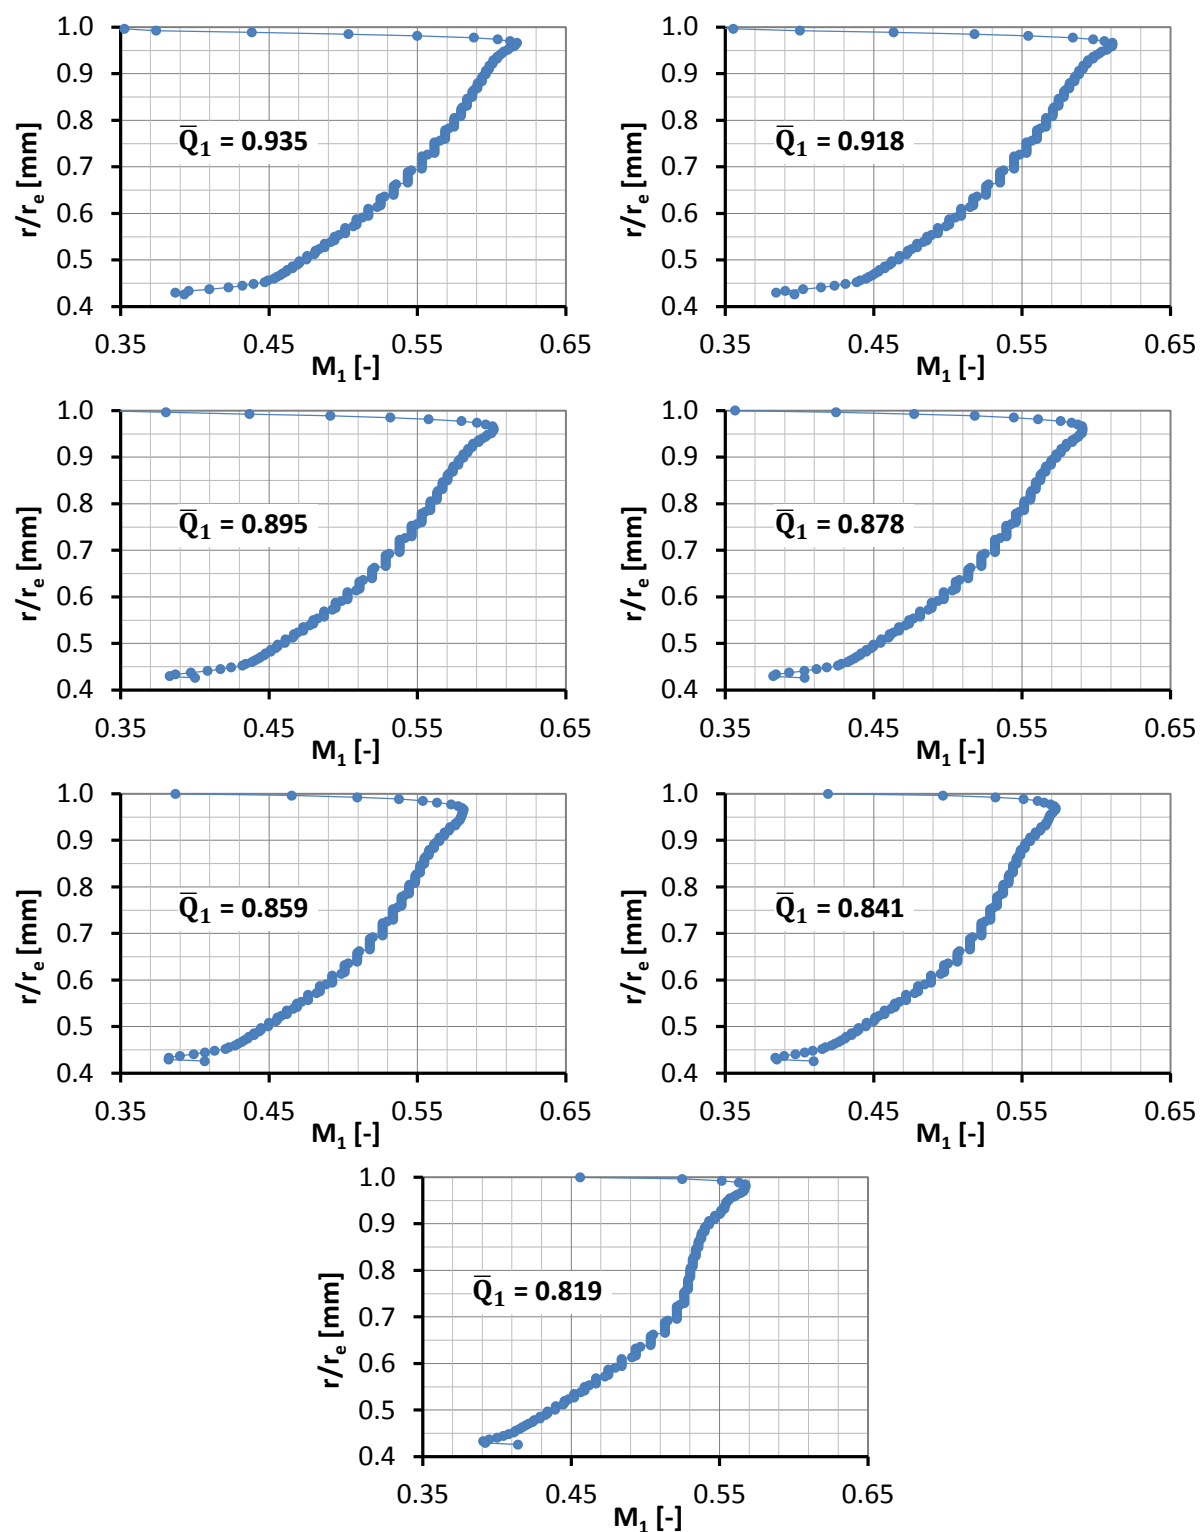 1.0 1.0
0.9 0.9
0.8 0.8
Q̅₁ = 0.935 Q̅₁ = 0.918
0.7 0.7
0.6 0.6
0.5 0.5
0.4 0.4
r/rₑ [mm] r/rₑ [mm]
0.35 0.45 0.55 0.65 0.35 0.45 0.55 0.65
M₁ [-] M₁ [-]
1.0 1.0
0.9 0.9
0.8 0.8
Q̅₁ = 0.895 Q̅₁ = 0.878
0.7 0.7
0.6 0.6
0.5 0.5
0.4 0.4
r/rₑ [mm] r/rₑ [mm]
0.35 0.45 0.55 0.65 0.35 0.45 0.55 0.65
M₁ [-] M₁ [-]
1.0 1.0
0.9 0.9
0.8 0.8
Q̅₁ = 0.859 Q̅₁ = 0.841
0.7 0.7
0.6 0.6
0.5 0.5
0.4 0.4
r/rₑ [mm] r/rₑ [mm]
0.35 0.45 0.55 0.65 0.35 0.45 0.55 0.65
M₁ [-] M₁ [-]
1.0
0.9
0.8
Q̅₁ = 0.819
0.7
0.6
0.5
0.4
r/rₑ [mm]
0.35 0.45 0.55 0.65
M₁ [-]